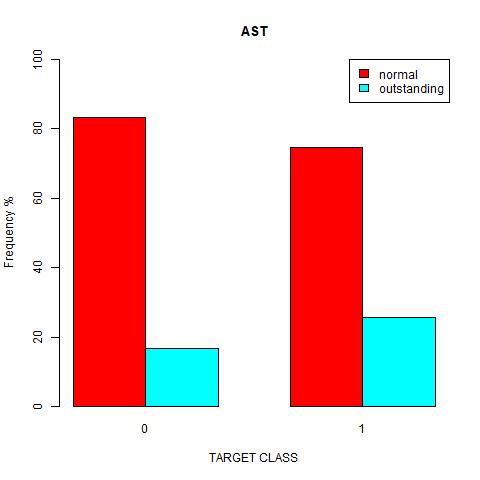 AST
normal
outstanding
Frequency %
100
80
60
40
20
0
0
1
TARGET CLASS